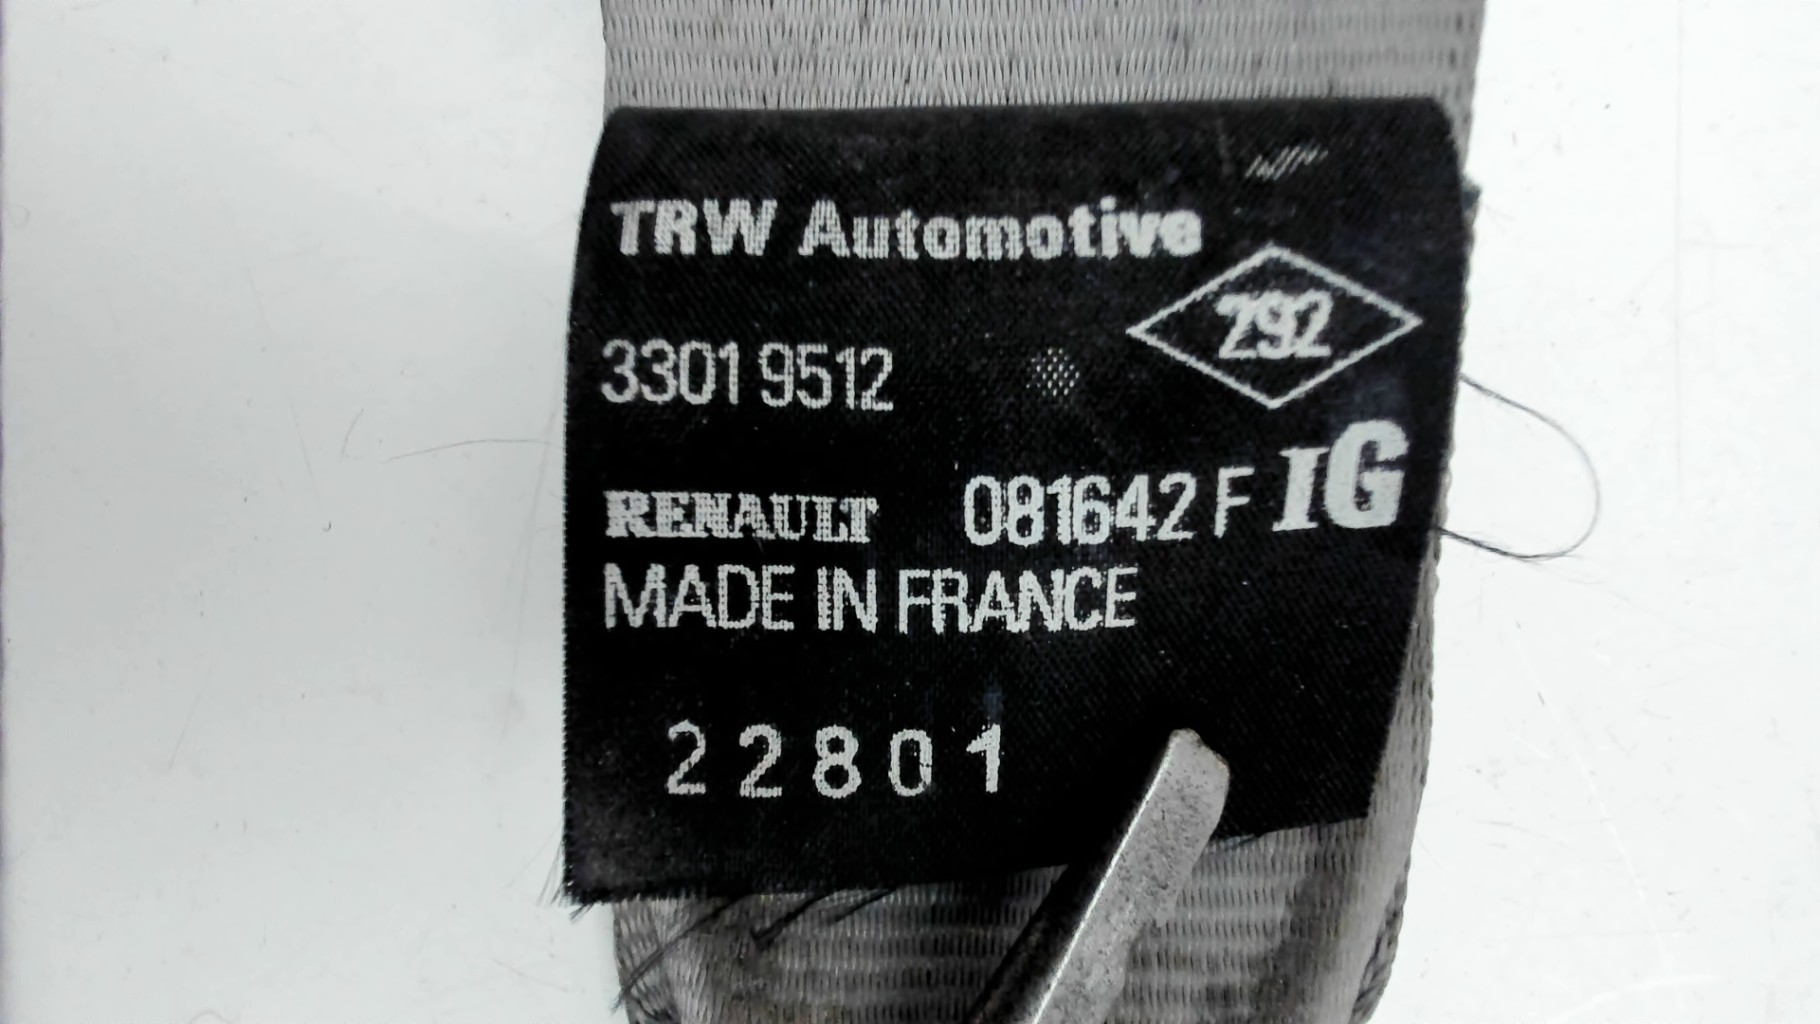 TRW Automotive
292
3301 9512
RENAULT 081642 F IG
MADE IN FRANCE
22801